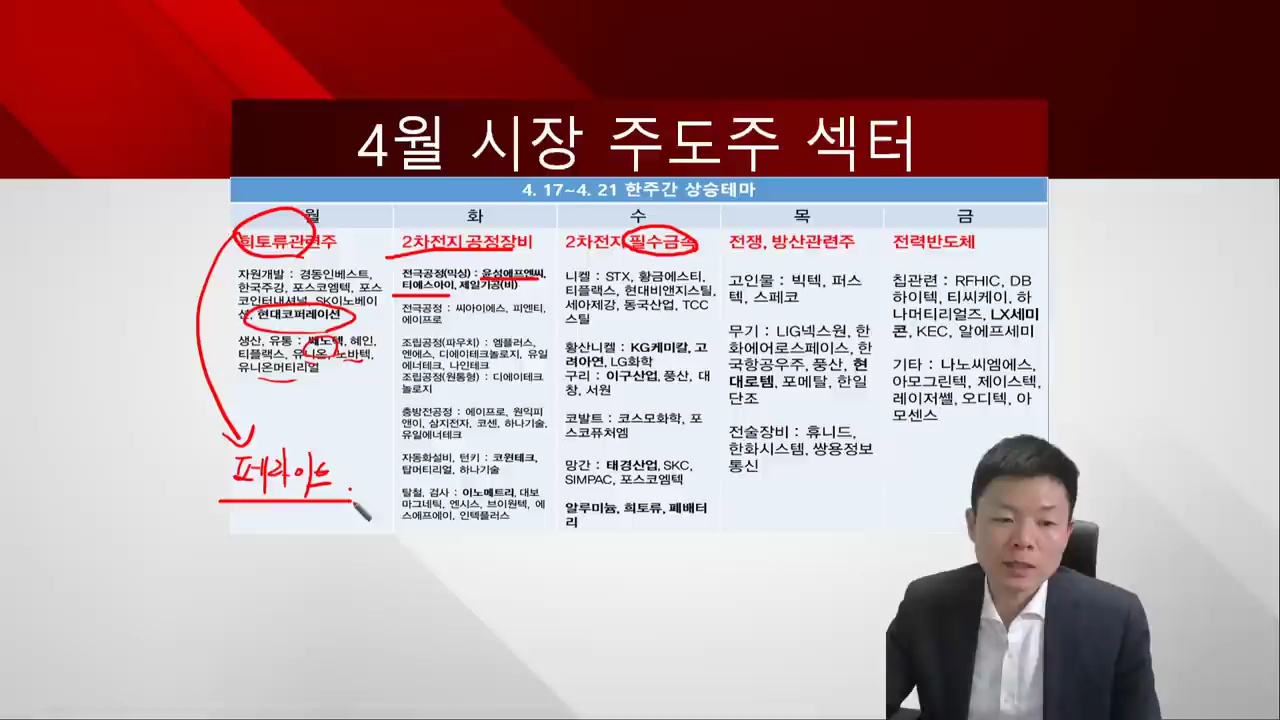 4월 시장 주도주 섹터
4. 17~4. 21 한주간 상승테마
월
화
수
목
금
희토류관련주
2차전지 공정장비
2차전지 필수금속
전쟁, 방산관련주
전력반도체
자원개발 : 경동인베스트,
한국주강, 포스코엠텍, 포스
코인터내셔널, SK이노베이
션, 현대코퍼레이션
생산, 유통 : 쎄노텍, 혜인,
티플랙스, 유니온, 노바텍,
유니온머티리얼
페라이트
전극공정(믹싱) : 윤성에프앤씨,
티에스아이, 제일기공(비)
전극공정 : 씨아이에스, 피엔티,
에이프로
조립공정(파우치) : 엠플러스,
엔에스, 디에이테크놀로지, 유일
에너테크, 나인테크
조립공정(원통형) : 디에이테크
놀로지
충방전공정 : 에이프로, 원익피
앤이, 삼지전자, 코센, 하나기술,
유일에너테크
자동화설비, 턴키 : 코윈테크,
탑머티리얼, 하나기술
탈철, 검사 : 이노메트리, 대보
마그네틱, 엔시스, 브이원텍, 에
스에프에이, 인텍플러스
니켈 : STX, 황금에스티,
티플랙스, 현대비앤지스틸,
세아제강, 동국산업, TCC
스틸
황산니켈 : KG케미칼, 고
려아연, LG화학
구리 : 이구산업, 풍산, 대
창, 서원
코발트 : 코스모화학, 포
스코퓨처엠
망간 : 태경산업, SKC,
SIMPAC, 포스코엠텍
알루미늄, 희토류, 폐배터
리
고인물 : 빅텍, 퍼스
텍, 스페코
무기 : LIG넥스원, 한
화에어로스페이스, 한
국항공우주, 풍산, 현
대로템, 포메탈, 한일
단조
전술장비 : 휴니드,
한화시스템, 쌍용정보
통신
칩관련 : RFHIC, DB
하이텍, 티씨케이, 하
나머티리얼즈, LX세미
콘, KEC, 알에프세미
기타 : 나노씨엠에스,
아모그린텍, 제이스텍,
레이저쎌, 오디텍, 아
모센스